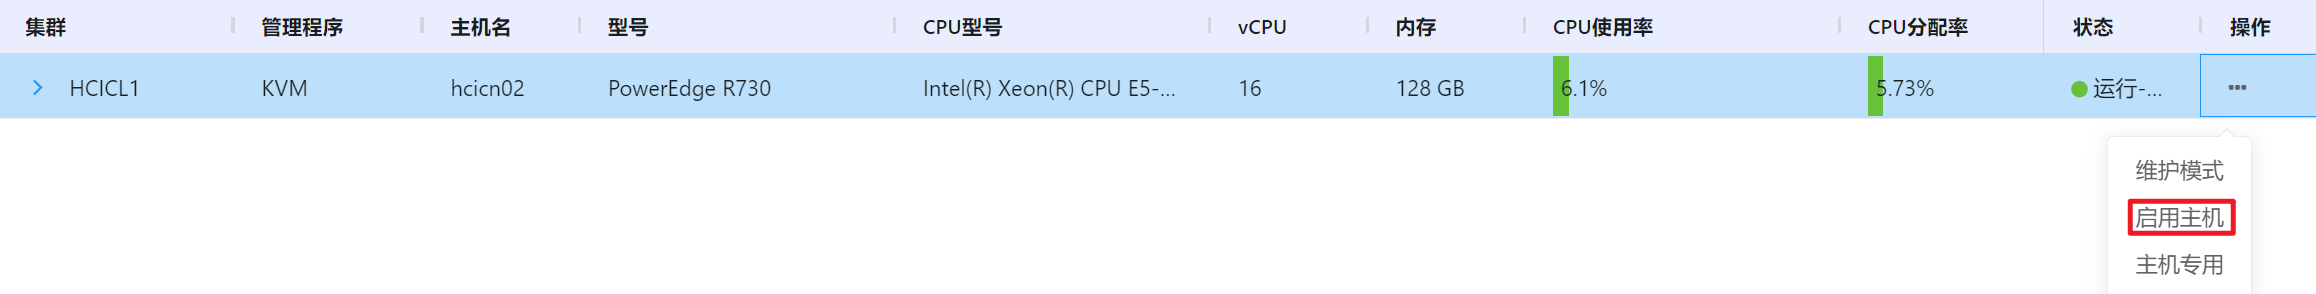 集群 管理程序 主机名 型号 CPU型号 vCPU 内存 CPU使用率 CPU分配率 状态 操作
HCICL1 KVM hcicn02 PowerEdge R730 Intel(R) Xeon(R) CPU E5-... 16 128 GB 6.1% 5.73% 运行-... •••
维护模式
启用主机
主机专用